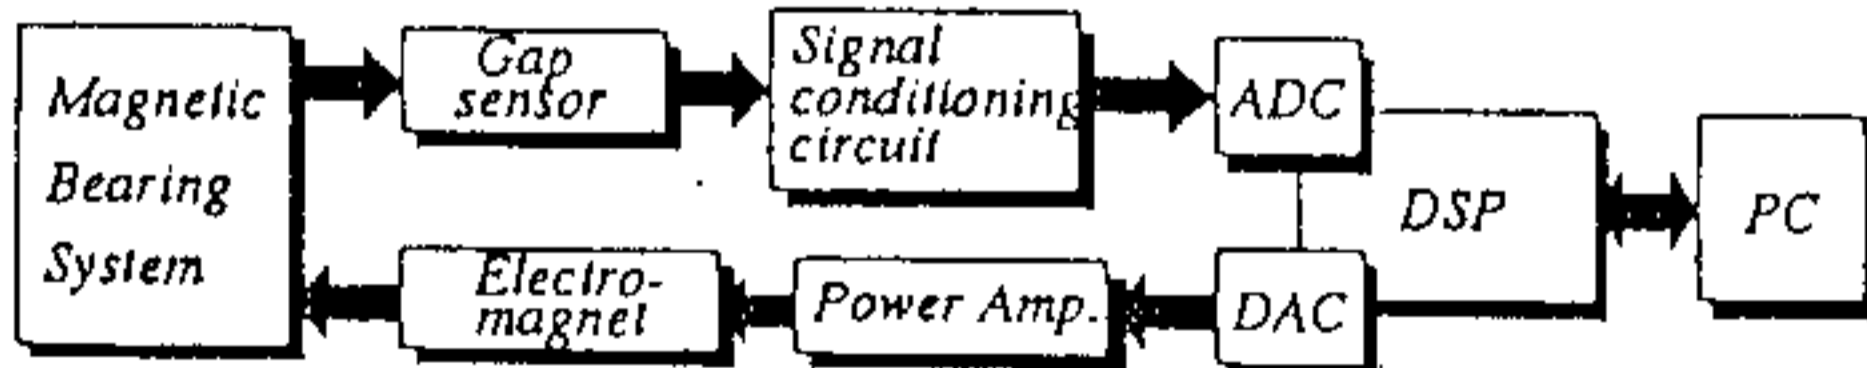 Magnetic
Bearing
System
Gap
sensor
Signal
conditioning
circuit
ADC
DSP
PC
Electro-
magnet
Power Amp.
DAC